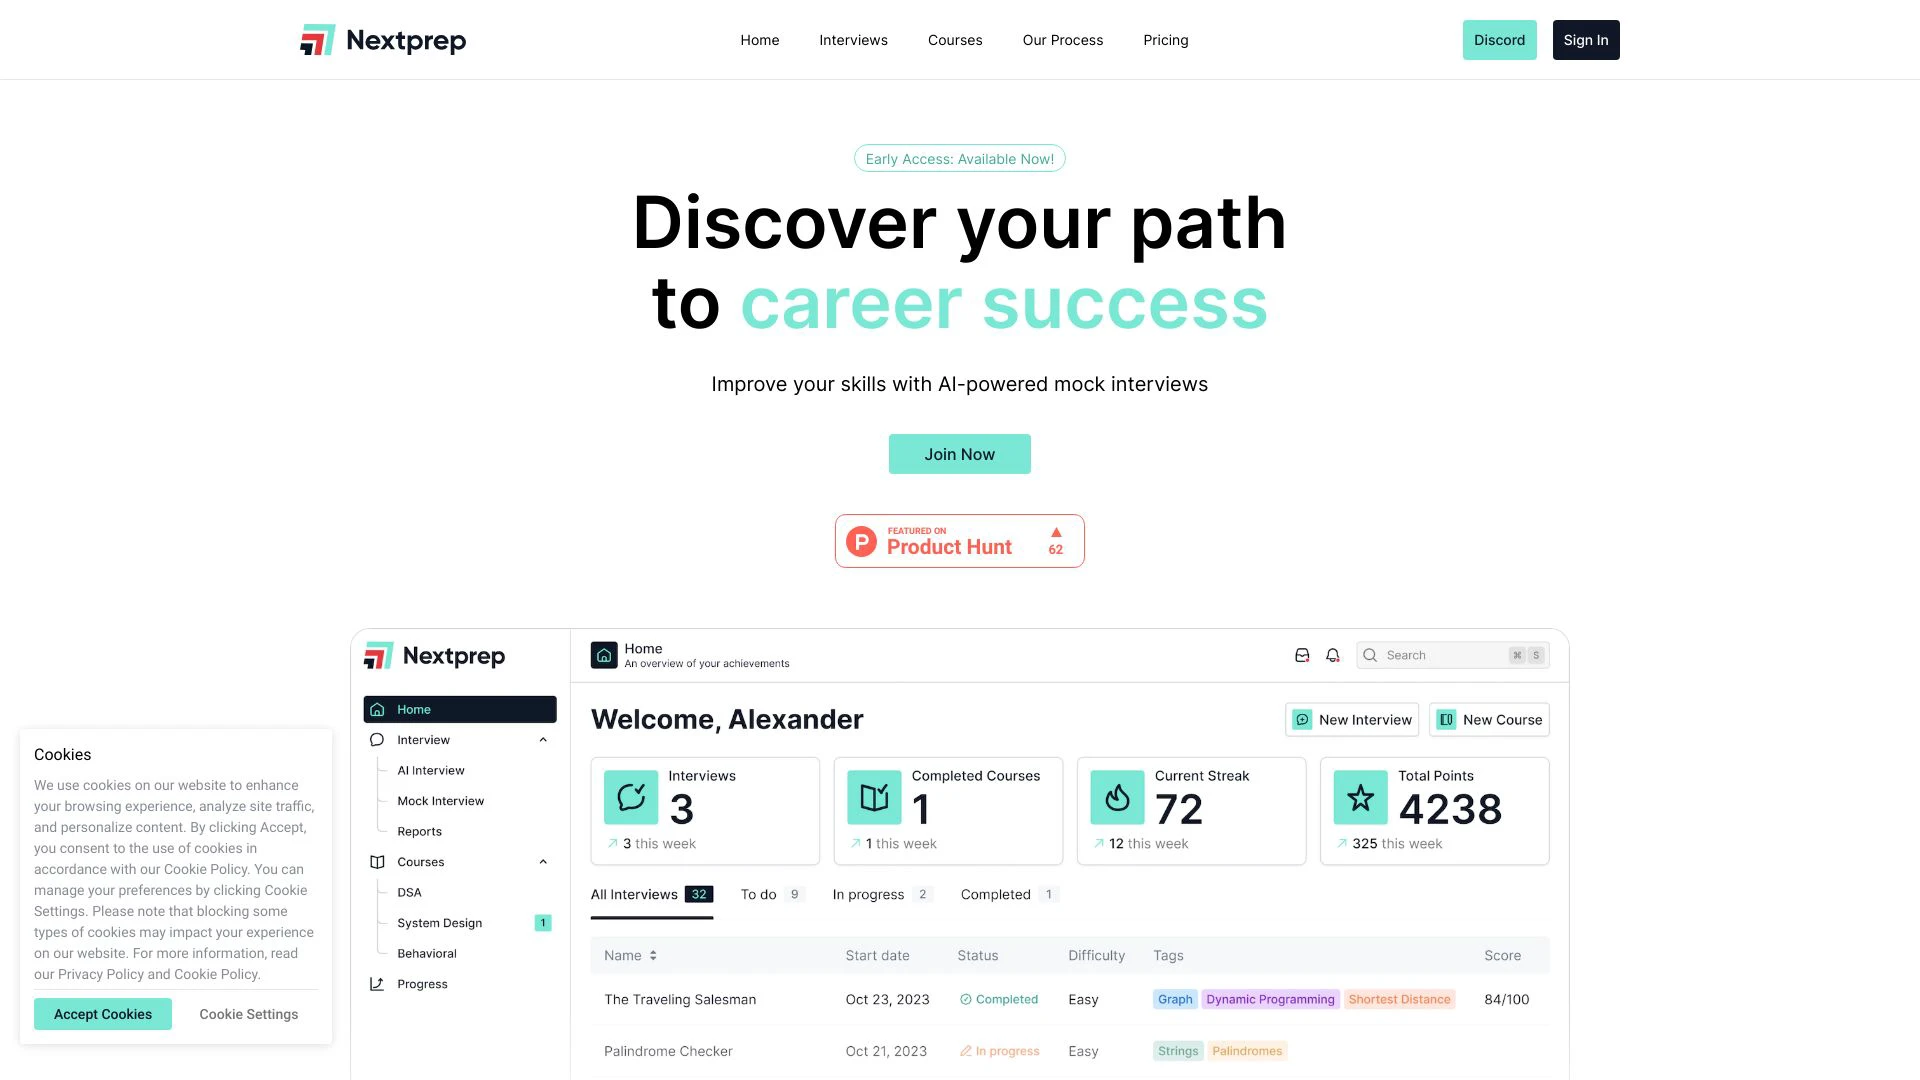 Nextprep
Home
Interviews
Courses
Our Process
Pricing
Discord
Sign In
Early Access: Available Now!
Discover your path
to career success
Improve your skills with AI-powered mock interviews
Join Now
P
FEATURED ON
Product Hunt
62
Nextprep
Home
Interview
AI Interview
Mock Interview
Reports
Courses
DSA
System Design 1
Behavioral
Progress
Home
An overview of your achievements
Search ⌘ S
Welcome, Alexander
New Interview
New Course
Interviews
3
3 this week
Completed Courses
1
1 this week
Current Streak
72
12 this week
Total Points
4238
325 this week
All Interviews 32
To do 9
In progress 2
Completed 1
Name Start date Status Difficulty Tags Score
The Traveling Salesman Oct 23, 2023 Completed Easy Graph Dynamic Programming Shortest Distance 84/100
Palindrome Checker Oct 21, 2023 In progress Easy Strings Palindromes
Cookies
We use cookies on our website to enhance
your browsing experience, analyze site traffic,
and personalize content. By clicking Accept,
you consent to the use of cookies in
accordance with our Cookie Policy. You can
manage your preferences by clicking Cookie
Settings. Please note that blocking some
types of cookies may impact your experience
on our website. For more information, read
our Privacy Policy and Cookie Policy.
Accept Cookies
Cookie Settings